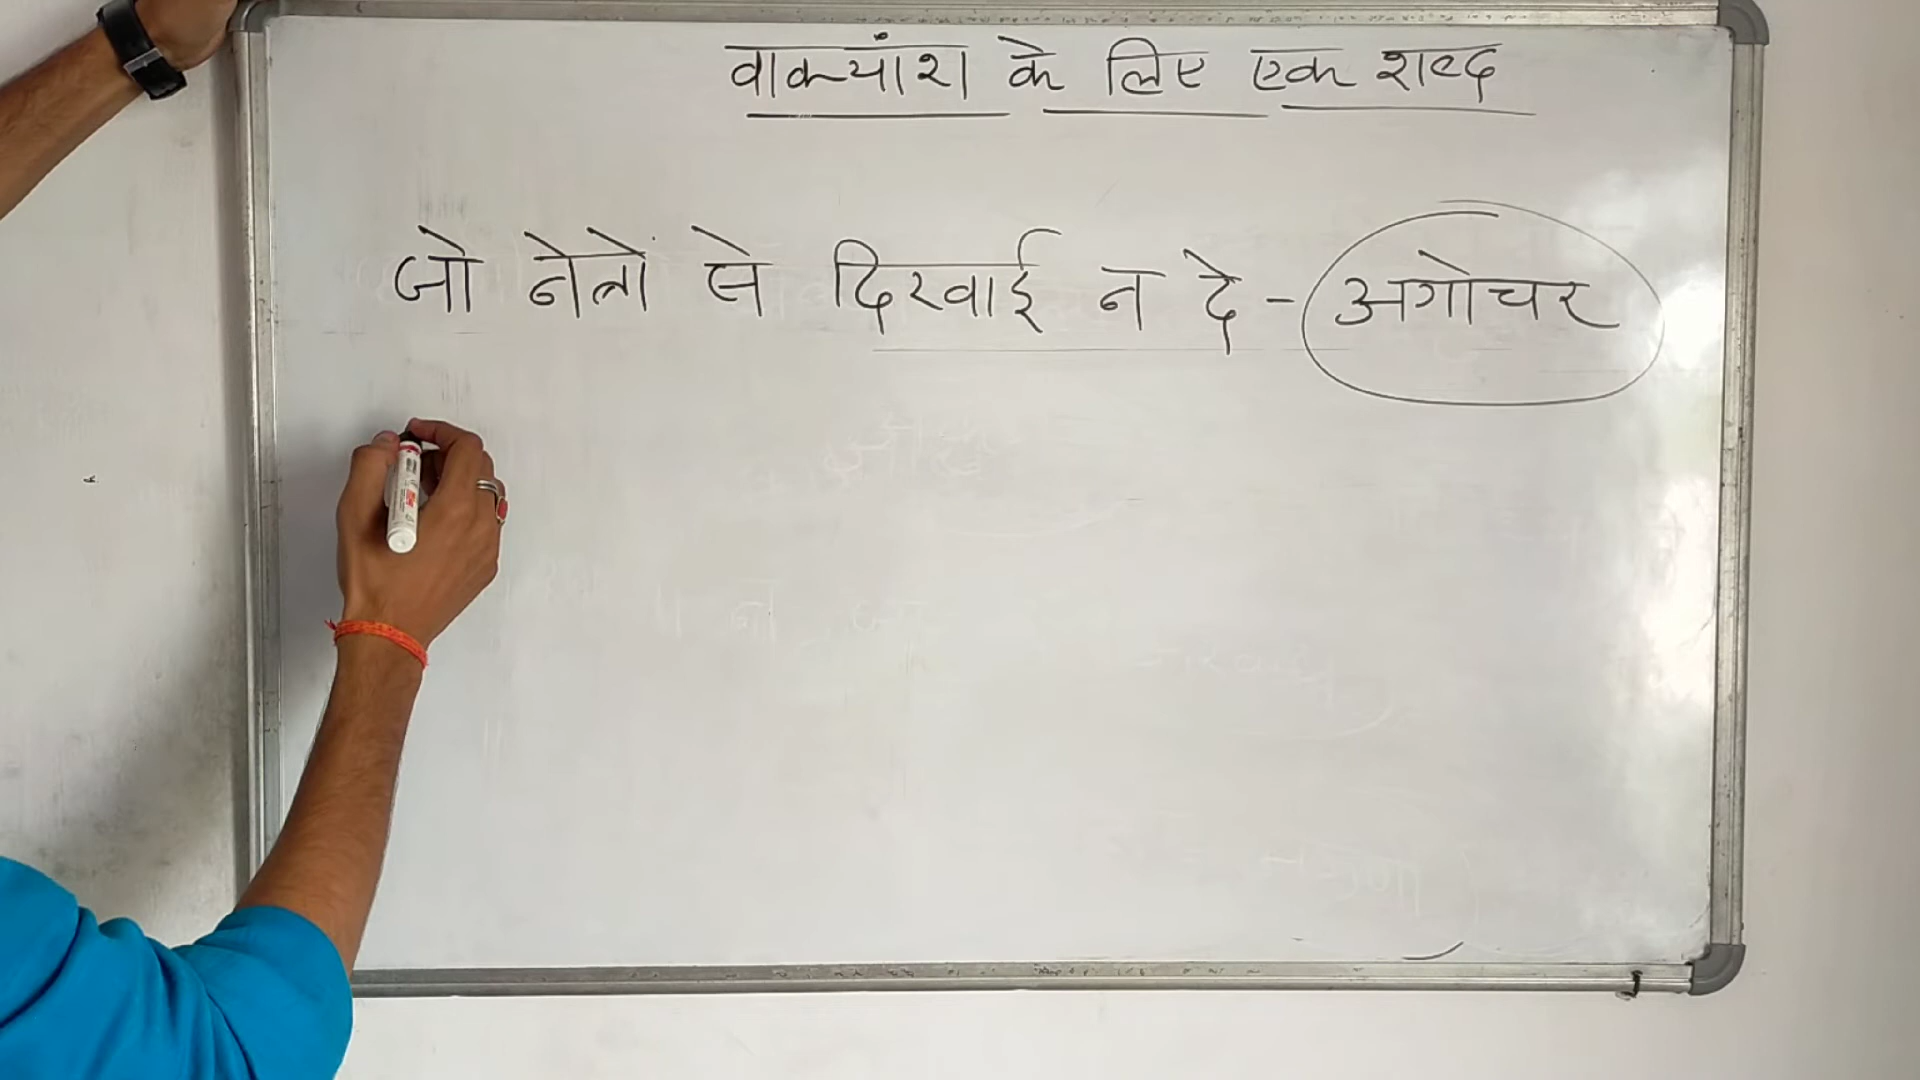 वाक्यांश के लिए एक शब्द
जो नेत्रों से दिखाई न दे - अगोचर